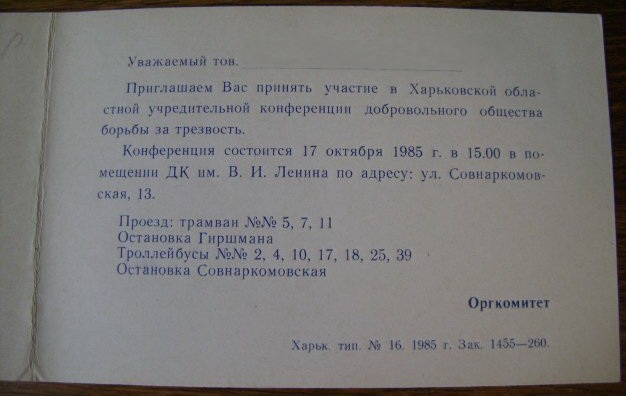 Уважаемый тов.
Приглашаем Вас принять участие в Харьковской обла-
стной учредительной конференции добровольного общества
борьбы за трезвость.
Конференция состоится 17 октября 1985 г. в 15.00 в по-
мещении ДК им. В. И. Ленина по адресу: ул. Совнаркомов-
ская, 13.
Проезд: трамваи №№ 5, 7, 11
Остановка Гиршмана
Троллейбусы №№ 2, 4, 10, 17, 18, 25, 39
Остановка Совнаркомовская
Оргкомитет
Харьк. тип. № 16. 1985 г. Зак. 1455—260.